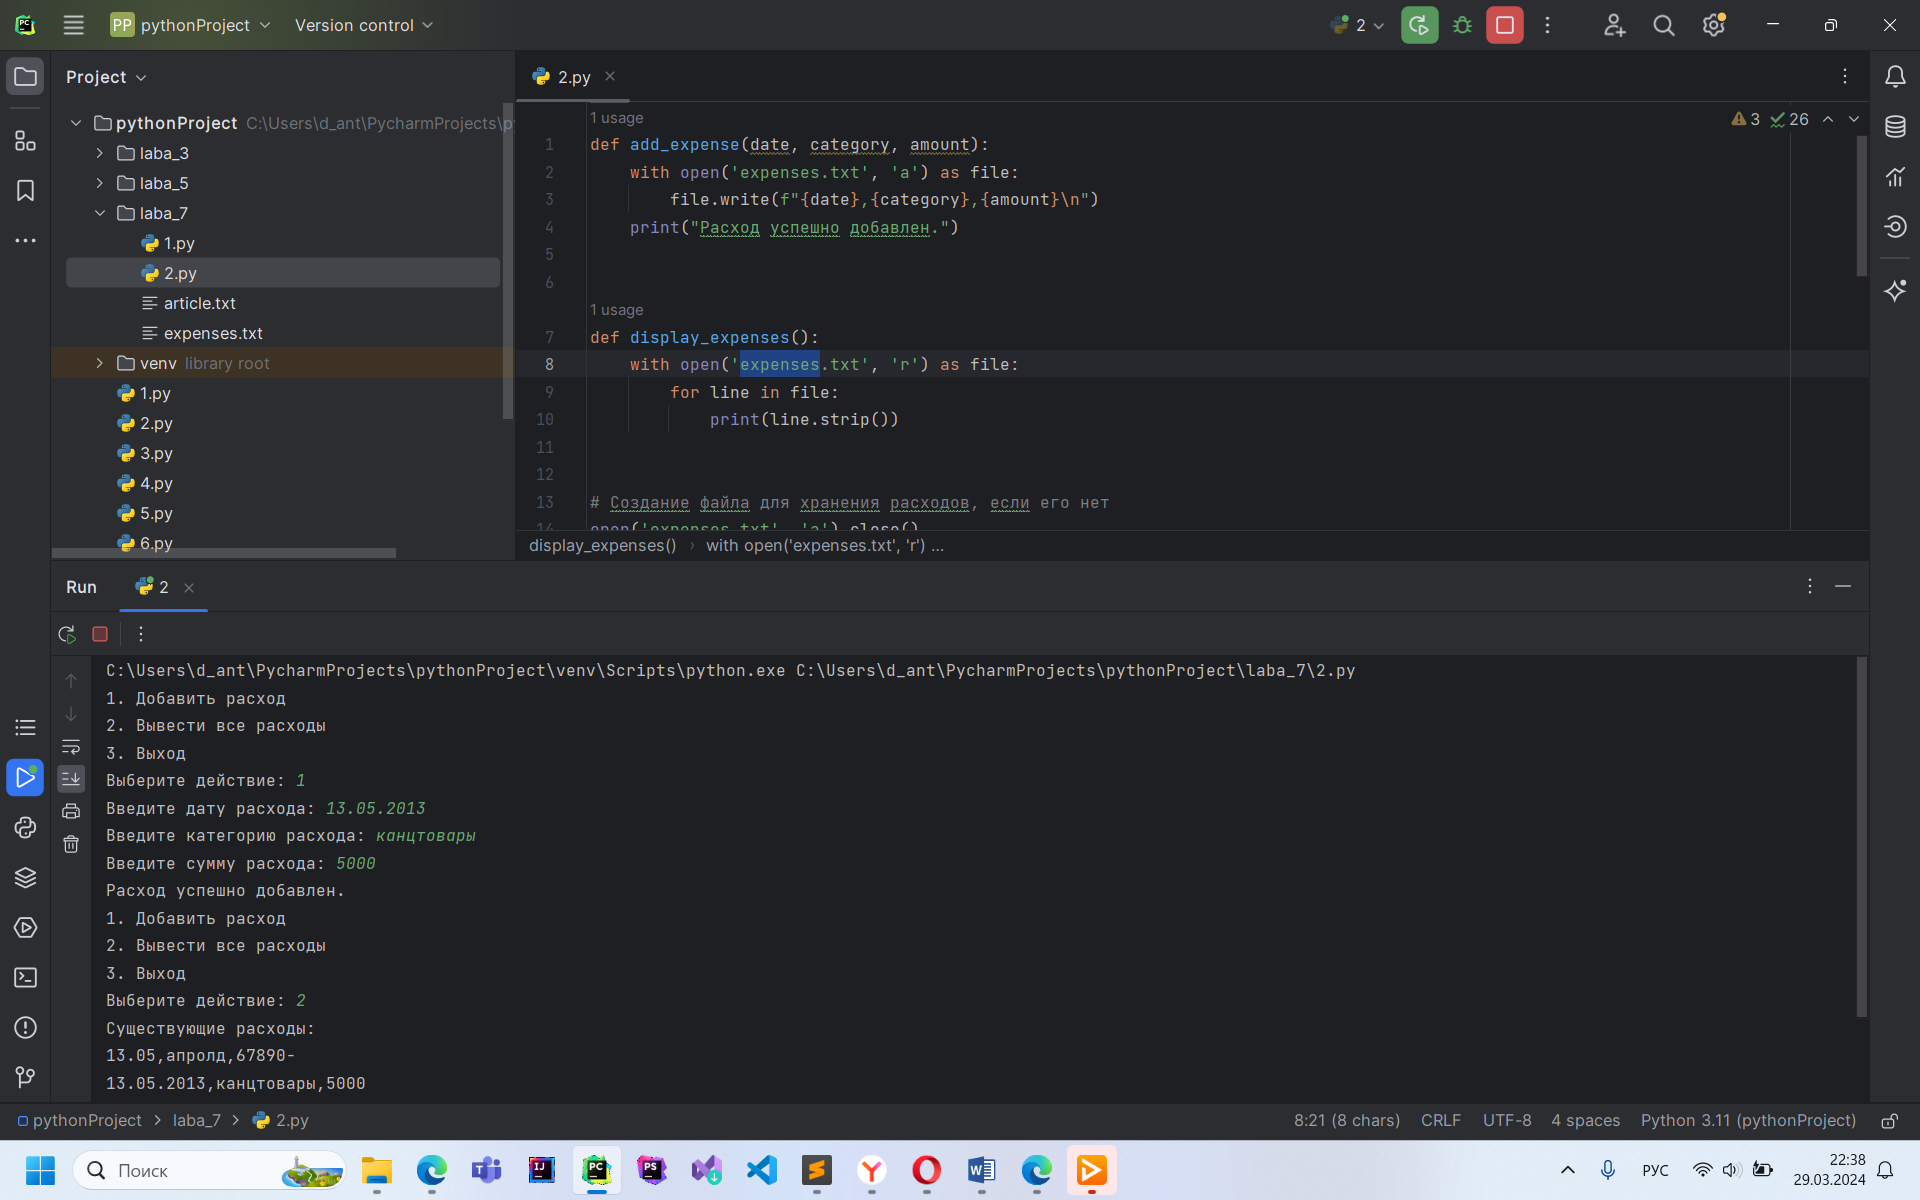 PP pythonProject Version control 2
Project
pythonProject C:\Users\d_ant\PycharmProjects\p
laba_3
laba_5
laba_7
1.py
2.py
article.txt
expenses.txt
venv library root
1.py
2.py
3.py
4.py
5.py
6.py
2.py
3 26
1 usage
1 def add_expense(date, category, amount):
2 with open('expenses.txt', 'a') as file:
3 file.write(f"{date},{category},{amount}\n")
4 print("Расход успешно добавлен.")
5
6
1 usage
7 def display_expenses():
8 with open('expenses.txt', 'r') as file:
9 for line in file:
10 print(line.strip())
11
12
13 # Создание файла для хранения расходов, если его нет
14 open('expenses.txt', 'a').close()
display_expenses() › with open('expenses.txt', 'r') ...
Run 2
C:\Users\d_ant\PycharmProjects\pythonProject\venv\Scripts\python.exe C:\Users\d_ant\PycharmProjects\pythonProject\laba_7\2.py
1. Добавить расход
2. Вывести все расходы
3. Выход
Выберите действие: 1
Введите дату расхода: 13.05.2013
Введите категорию расхода: канцтовары
Введите сумму расхода: 5000
Расход успешно добавлен.
1. Добавить расход
2. Вывести все расходы
3. Выход
Выберите действие: 2
Существующие расходы:
13.05,апролд,67890-
13.05.2013,канцтовары,5000
pythonProject > laba_7 > 2.py 8:21 (8 chars) CRLF UTF-8 4 spaces Python 3.11 (pythonProject)
Поиск РУС 22:38
29.03.2024